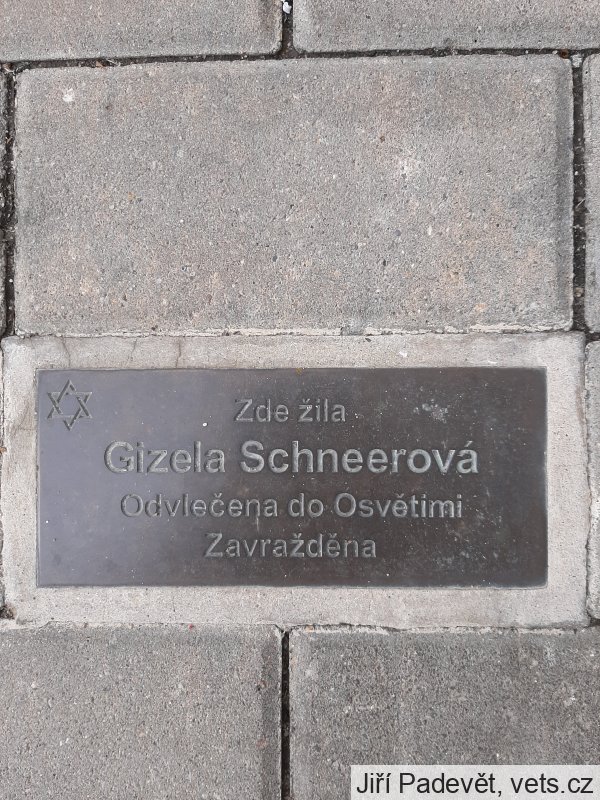 Zde žila
Gizela Schneerová
Odvlečena do Osvětimi
Zavražděna
Jiří Padevět, vets.cz